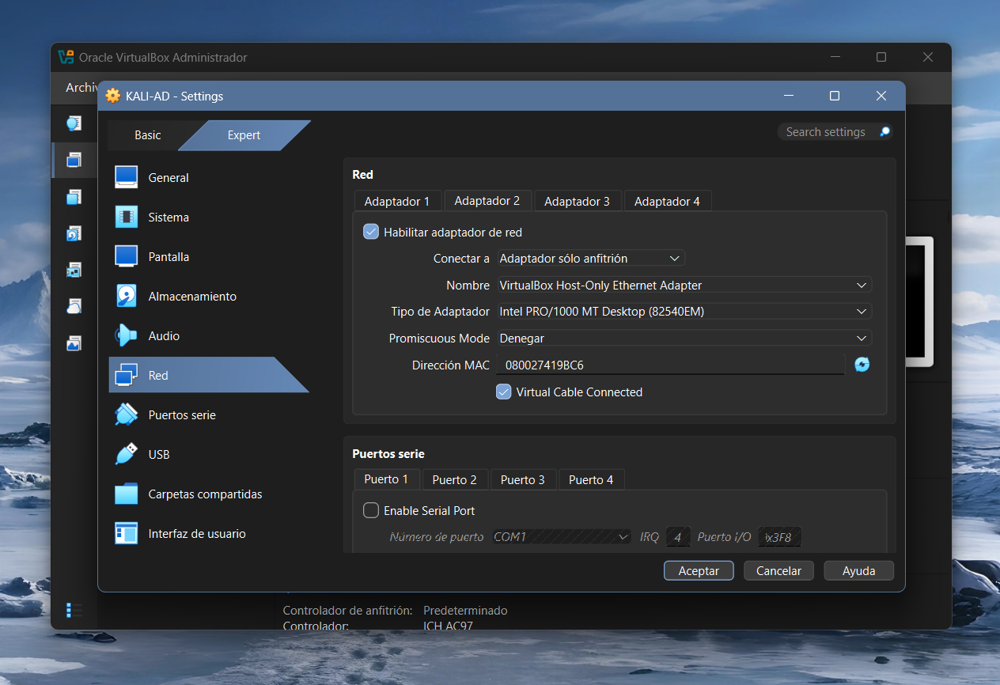 Oracle VirtualBox Administrador
Archiv
KALI-AD - Settings
Basic
Expert
Search settings
General
Sistema
Pantalla
Almacenamiento
Audio
Red
Puertos serie
USB
Carpetas compartidas
Interfaz de usuario
Red
Adaptador 1
Adaptador 2
Adaptador 3
Adaptador 4
Habilitar adaptador de red
Conectar a Adaptador sólo anfitrión
Nombre VirtualBox Host-Only Ethernet Adapter
Tipo de Adaptador Intel PRO/1000 MT Desktop (82540EM)
Promiscuous Mode Denegar
Dirección MAC 080027419BC6
Virtual Cable Connected
Puertos serie
Puerto 1
Puerto 2
Puerto 3
Puerto 4
Enable Serial Port
Número de puerto COM1 IRQ 4 Puerto i/O 0x3F8
Aceptar
Cancelar
Ayuda
Controlador de anfitrión: Predeterminado
Controlador: ICH AC97